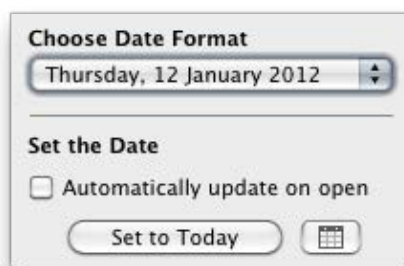 Choose Date Format
Thursday, 12 January 2012
Set the Date
Automatically update on open
Set to Today